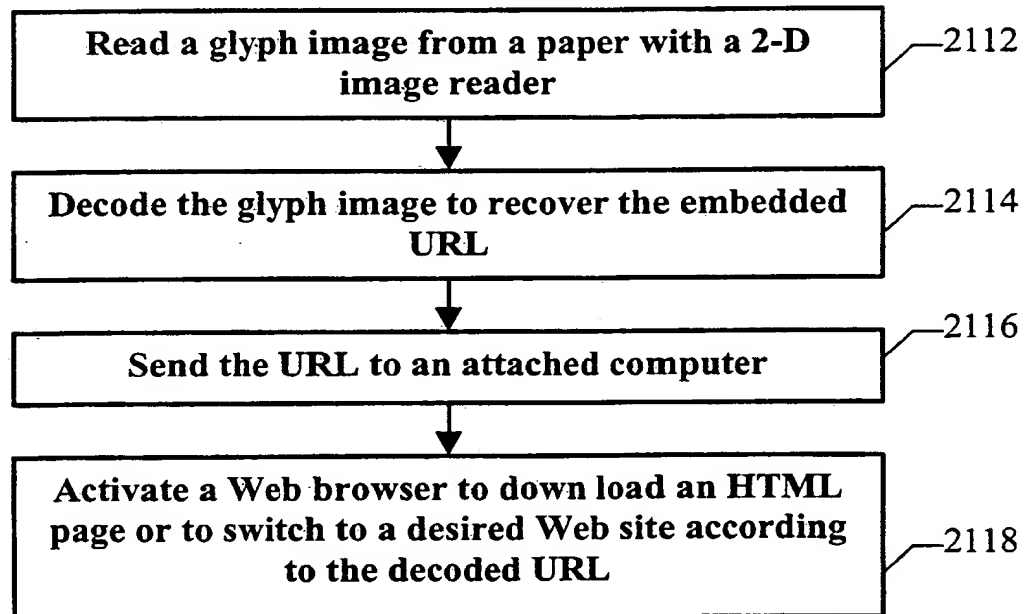 Read a glyph image from a paper with a 2-D
image reader
2112
Decode the glyph image to recover the embedded
URL
2114
Send the URL to an attached computer
2116
Activate a Web browser to down load an HTML
page or to switch to a desired Web site according
to the decoded URL
2118